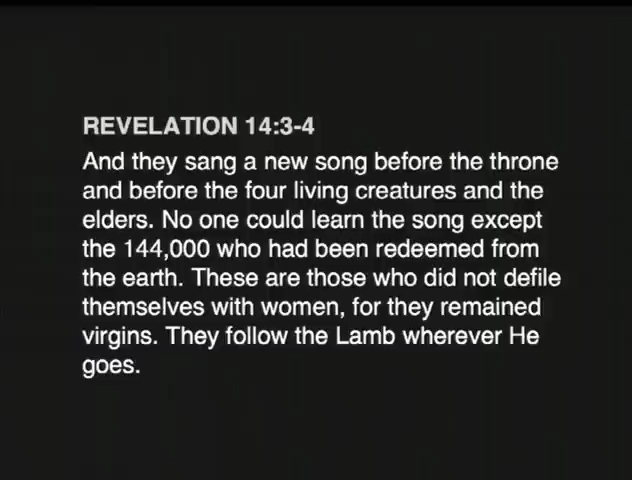 REVELATION 14:3-4
And they sang a new song before the throne
and before the four living creatures and the
elders. No one could learn the song except
the 144,000 who had been redeemed from
the earth. These are those who did not defile
themselves with women, for they remained
virgins. They follow the Lamb wherever He
goes.